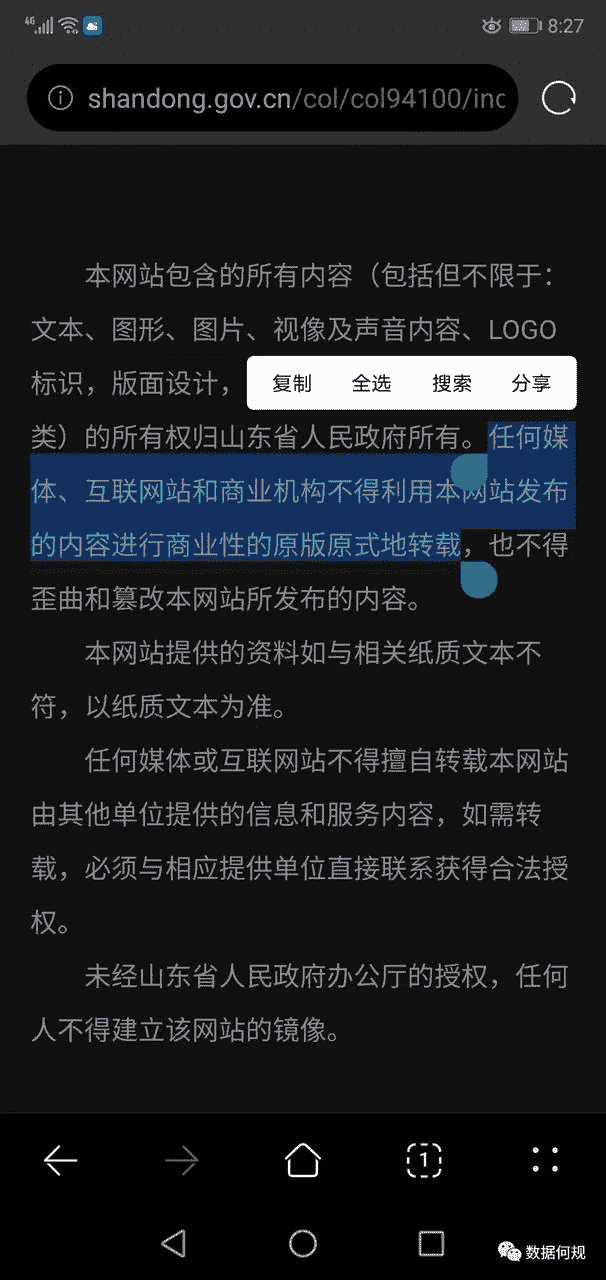 4G 8:27
shandong.gov.cn/col/col94100/inc
本网站包含的所有内容（包括但不限于：
文本、图形、图片、视像及声音内容、LOGO
标识，版面设计，
复制 全选 搜索 分享
类）的所有权归山东省人民政府所有。任何媒
体、互联网站和商业机构不得利用本网站发布
的内容进行商业性的原版原式地转载，也不得
歪曲和篡改本网站所发布的内容。
本网站提供的资料如与相关纸质文本不
符，以纸质文本为准。
任何媒体或互联网站不得擅自转载本网站
由其他单位提供的信息和服务内容，如需转
载，必须与相应提供单位直接联系获得合法授
权。
未经山东省人民政府办公厅的授权，任何
人不得建立该网站的镜像。
1
数据何规